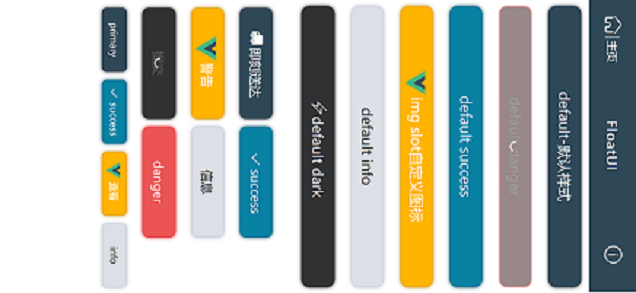 主页 FloatUI
default-默认样式
default danger
default success
img slot自定义图标
default info
default dark
即刻送达 success
警告 信息
danger
primary success 查看 info